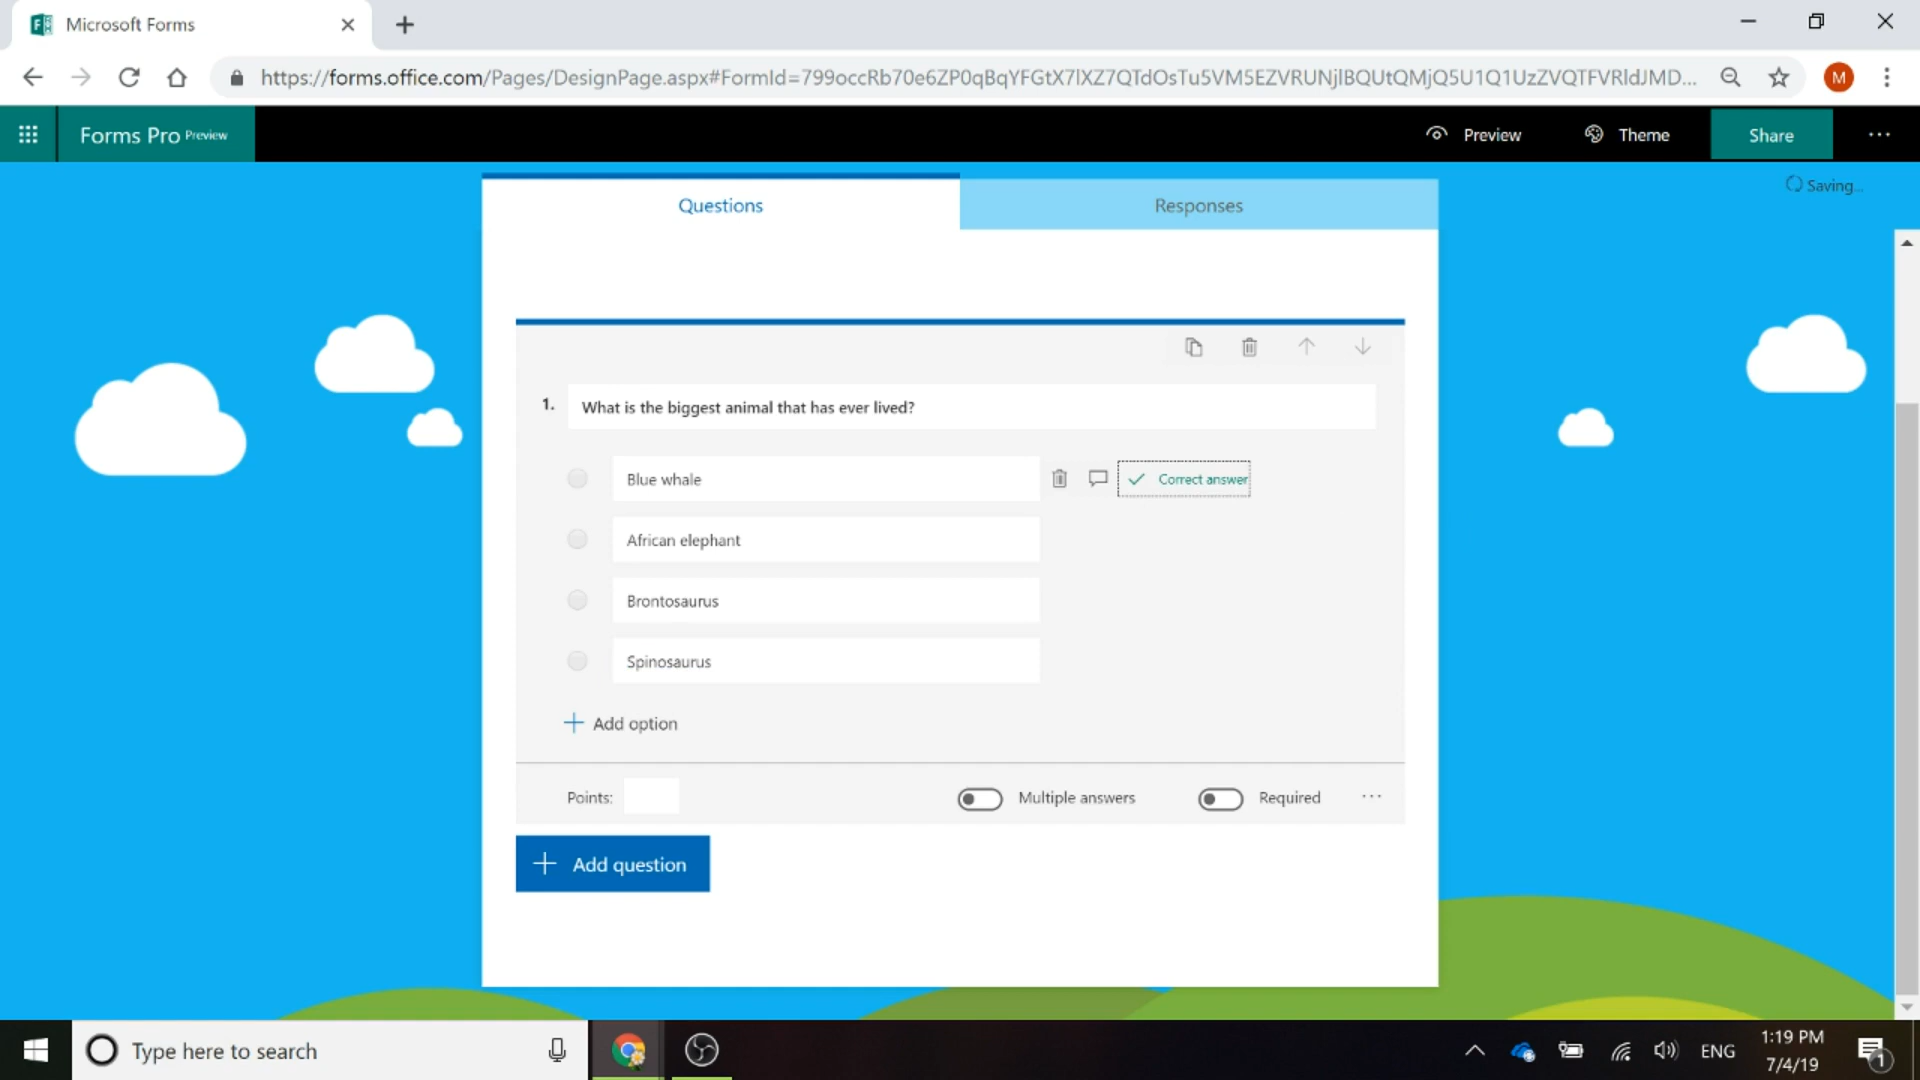 Microsoft Forms
https://forms.office.com/Pages/DesignPage.aspx#FormId=799occRb70e6ZP0qBqYFGtX7lXZ7QTdOsTu5VM5EZVRUNjlBQUtQMjQ5U1Q1UzZVQTFVRldJMD...
M
Forms Pro Preview
Preview
Theme
Share
Saving...
Questions
Responses
1. What is the biggest animal that has ever lived?
Blue whale
Correct answer
African elephant
Brontosaurus
Spinosaurus
Add option
Points:
Multiple answers
Required
Add question
Type here to search
ENG
1:19 PM
7/4/19
1